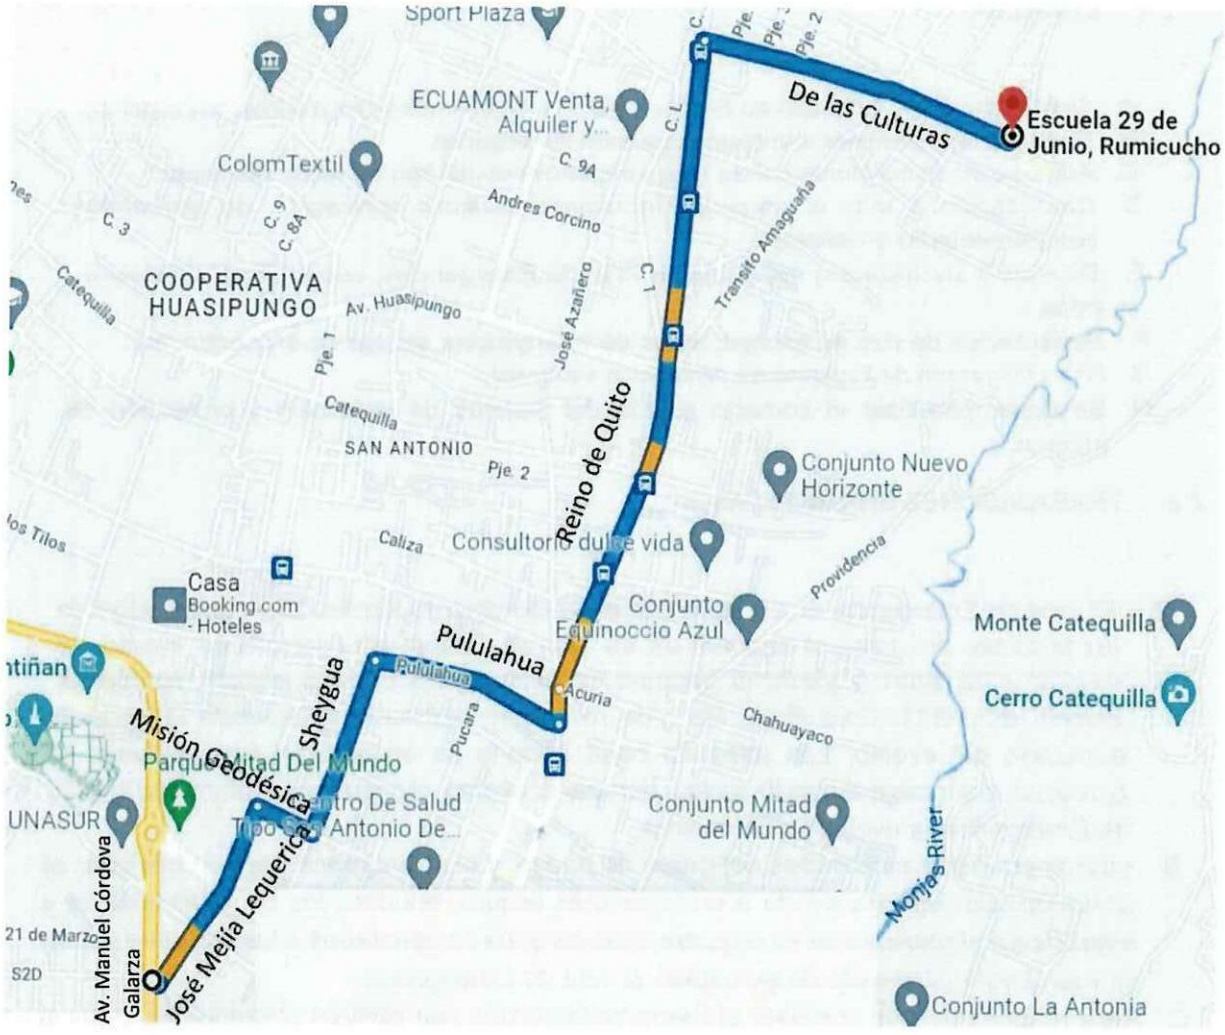 Sport Plaza
C.
Pje.
Pje.
Pje. 2
De las Culturas
Escuela 29 de
Junio, Rumicucho
ECUAMONT Venta,
Alquiler y...
C. L
ColomTextil
C. 9A
Andres Corcino
C. 3
C. 9
C. 8A
Transito Amaguaña
Catequilla
COOPERATIVA
HUASIPUNGO
Av. Huasipungo
José Azañero
Pje. 1
Catequilla
SAN ANTONIO
Pje. 2
Reino de Quito
Conjunto Nuevo
Horizonte
los Tilos
Caliza
Consultorio dulce vida
Providencia
Casa
Booking.com
- Hoteles
Conjunto
Equinoccio Azul
Monte Catequilla
Pululahua
Pululahua
Acuria
Cerro Catequilla
ntiñan
Sheygua
Pucara
Chahuayaco
Misión Geodésica
Parque Mitad Del Mundo
Centro De Salud
Tipo San Antonio De...
UNASUR
Conjunto Mitad
del Mundo
José Mejía Lequerica
Av. Manuel Córdova
Galarza
21 de Marzo
S2D
Monjas River
Conjunto La Antonia